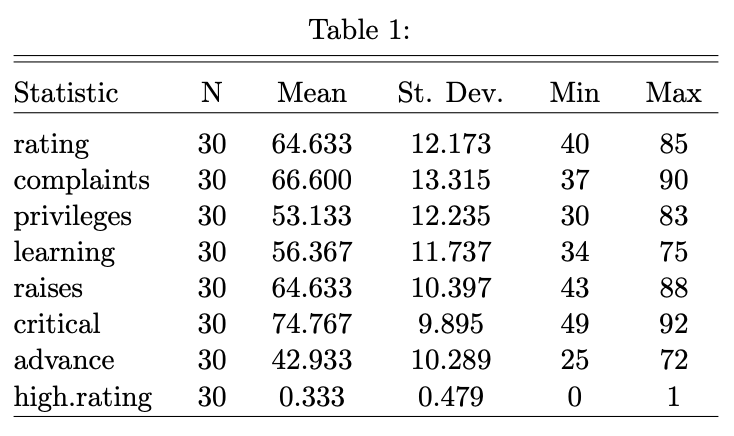 Table 1:
Statistic N Mean St. Dev. Min Max
rating 30 64.633 12.173 40 85
complaints 30 66.600 13.315 37 90
privileges 30 53.133 12.235 30 83
learning 30 56.367 11.737 34 75
raises 30 64.633 10.397 43 88
critical 30 74.767 9.895 49 92
advance 30 42.933 10.289 25 72
high.rating 30 0.333 0.479 0 1